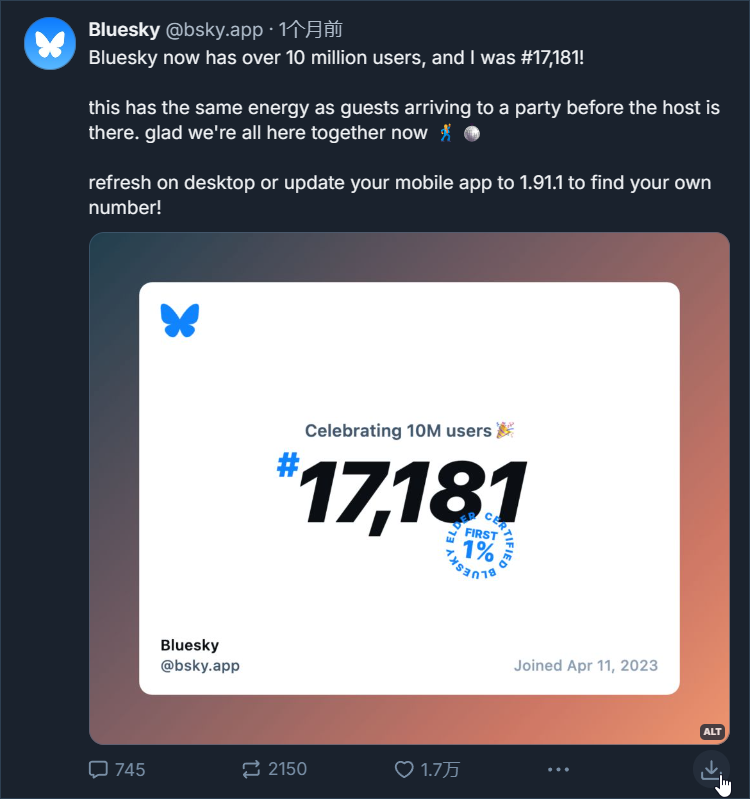 Bluesky @bsky.app · 1个月前
Bluesky now has over 10 million users, and I was #17,181!
this has the same energy as guests arriving to a party before the host is
there. glad we're all here together now 🕺 🪩
refresh on desktop or update your mobile app to 1.91.1 to find your own
number!
Celebrating 10M users 🎉
#17,181
ELDER CERTIFIED BLUESKY
FIRST
1%
Bluesky
@bsky.app
Joined Apr 11, 2023
ALT
745
2150
1.7万